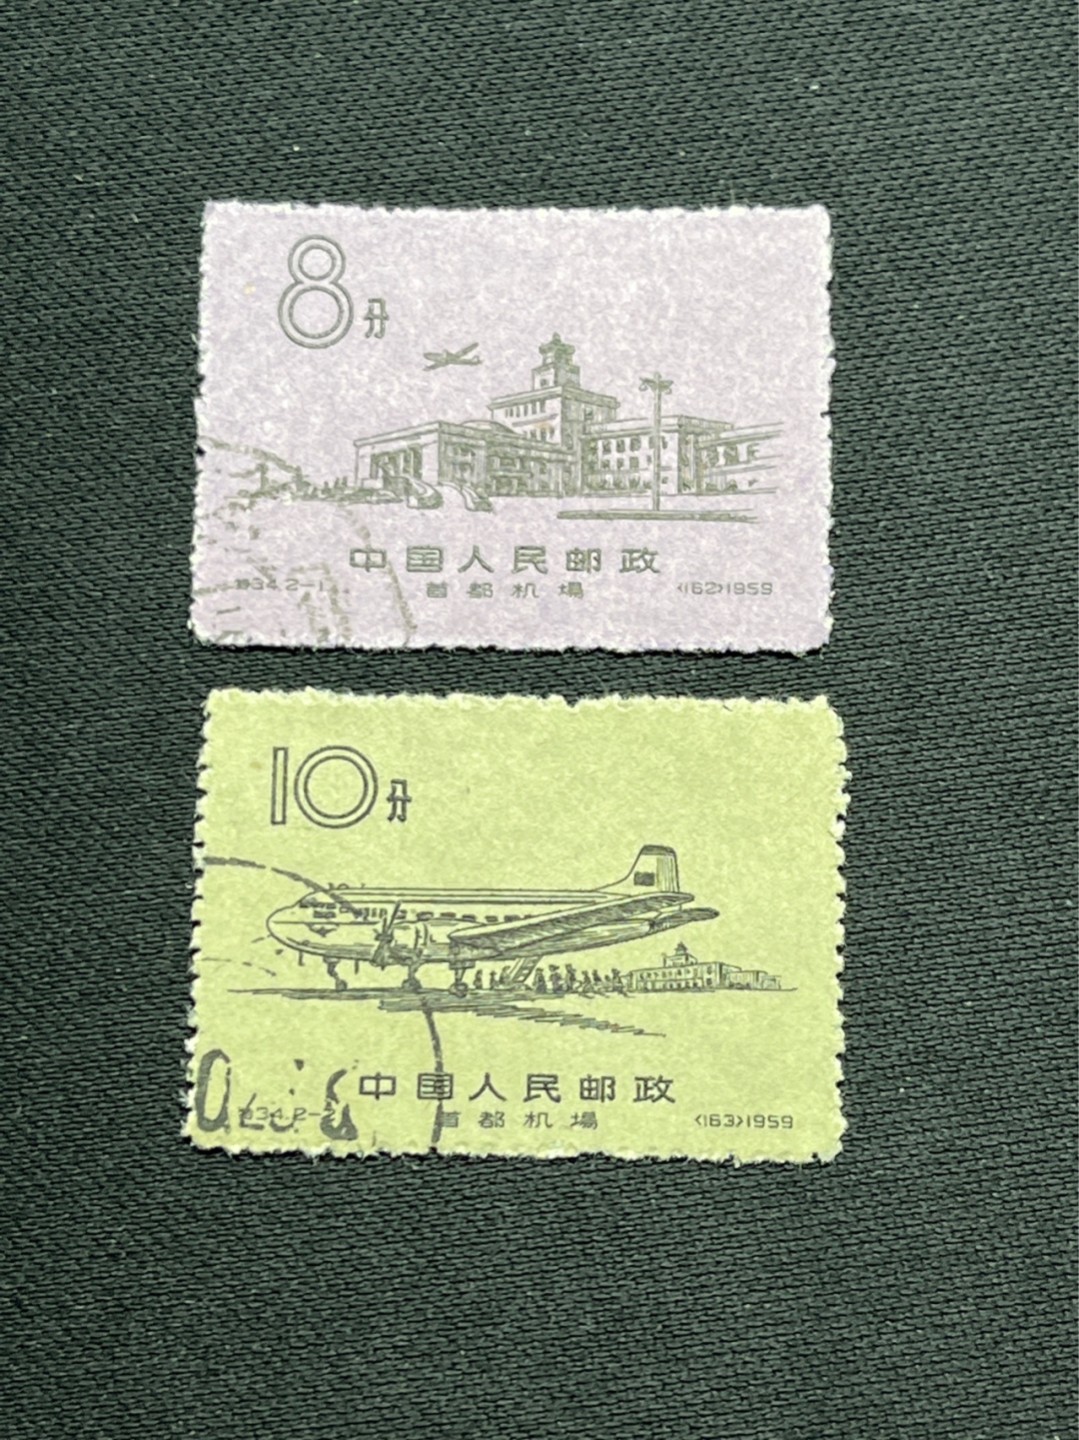 8分
中国人民邮政
特34.2-1
首都机場
(162)1959
10分
中国人民邮政
特34.2-
首都机場
(163)1959